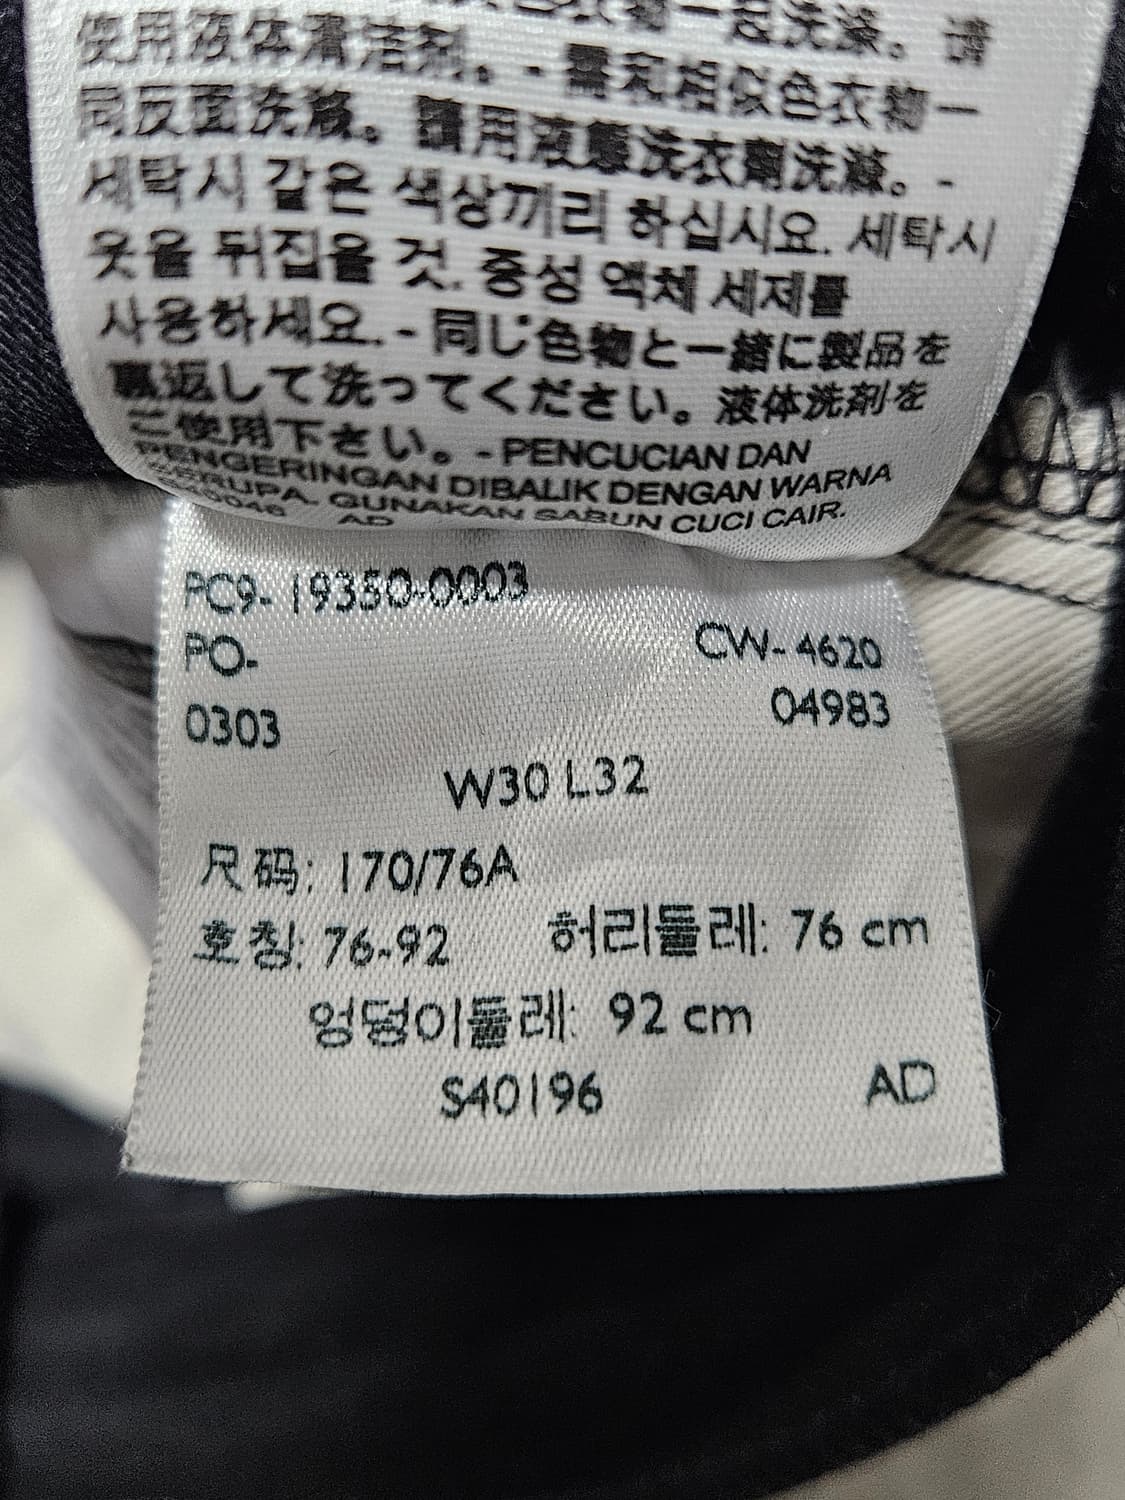 色衣物一起洗涤。请
使用液体清洁剂。- 需和相似色衣物一
同反面洗滌。請用液態洗衣劑洗滌。-
세탁시 같은 색상끼리 하십시요. 세탁시
옷을 뒤집을 것. 중성 액체 세제를
사용하세요. - 同じ色物と一緒に製品を
裏返して洗ってください。液体洗剤を
ご使用下さい。- PENCUCIAN DAN
PENGERINGAN DIBALIK DENGAN WARNA
SERUPA. GUNAKAN SABUN CUCI CAIR.
AD
PC9-19350-0003
PO- CW-4620
0303 04983
W30 L32
尺码: 170/76A
호칭: 76-92 허리둘레: 76 cm
엉덩이둘레: 92 cm
S40196 AD